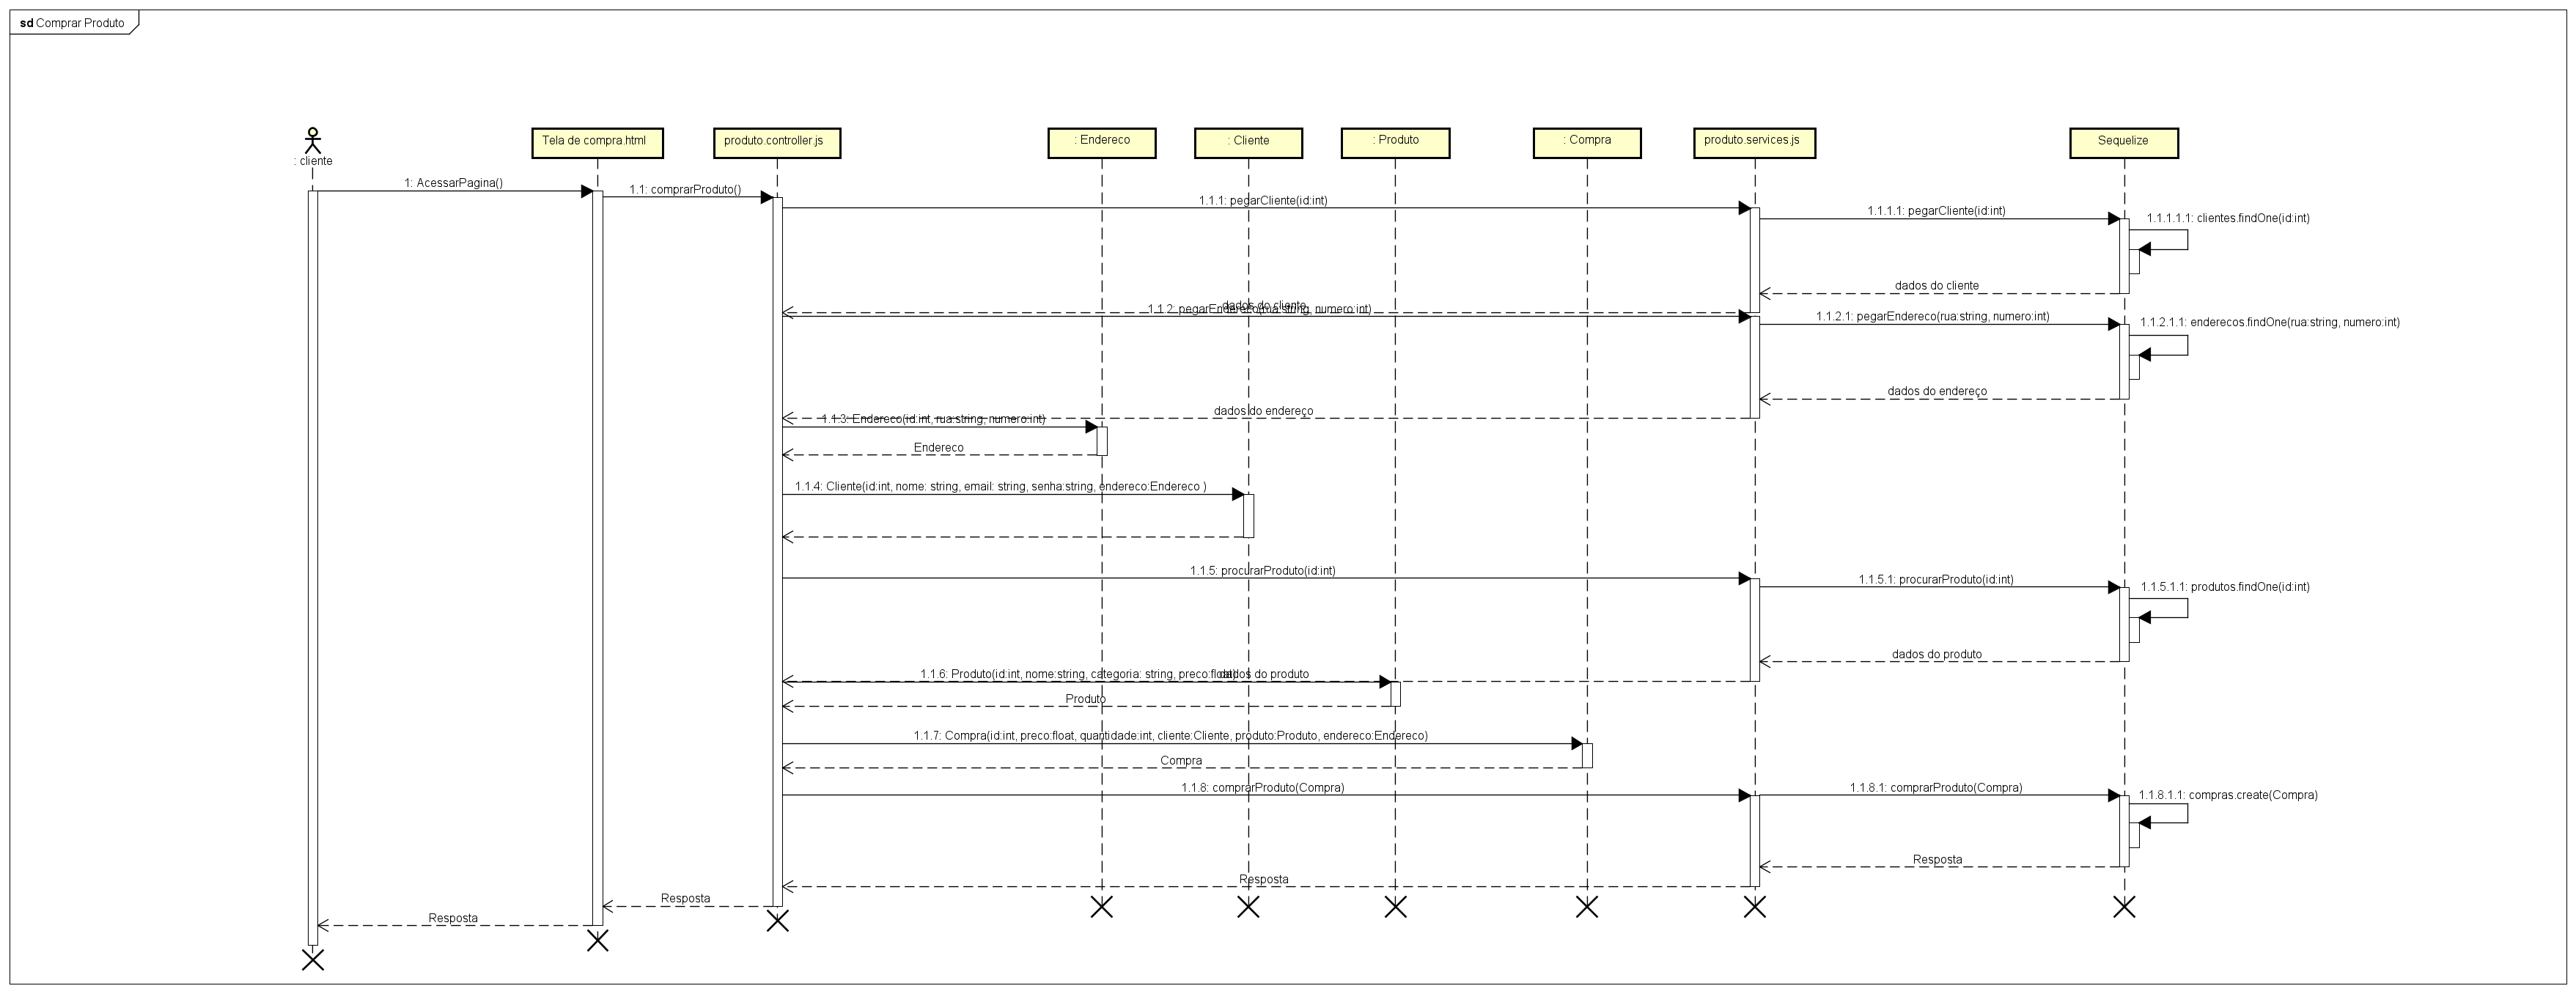 sd Comprar Produto
: cliente
Tela de compra.html
produto.controller.js
: Endereco
: Cliente
: Produto
: Compra
produto.services.js
Sequelize
1: AcessarPagina()
1.1: comprarProduto()
1.1.1: pegarCliente(id:int)
1.1.1.1: pegarCliente(id:int)
1.1.1.1.1: clientes.findOne(id:int)
dados do cliente
dados do cliente
1.1.2: pegarEndereco(rua:string, numero:int)
1.1.2.1: pegarEndereco(rua:string, numero:int)
1.1.2.1.1: enderecos.findOne(rua:string, numero:int)
dados do endereço
dados do endereço
1.1.3: Endereco(id:int, rua:string, numero:int)
Endereco
1.1.4: Cliente(id:int, nome: string, email: string, senha:string, endereco:Endereco )
1.1.5: procurarProduto(id:int)
1.1.5.1: procurarProduto(id:int)
1.1.5.1.1: produtos.findOne(id:int)
dados do produto
1.1.6: Produto(id:int, nome:string, categoria: string, preco:float)
dados do produto
Produto
1.1.7: Compra(id:int, preco:float, quantidade:int, cliente:Cliente, produto:Produto, endereco:Endereco)
Compra
1.1.8: comprarProduto(Compra)
1.1.8.1: comprarProduto(Compra)
1.1.8.1.1: compras.create(Compra)
Resposta
Resposta
Resposta
Resposta